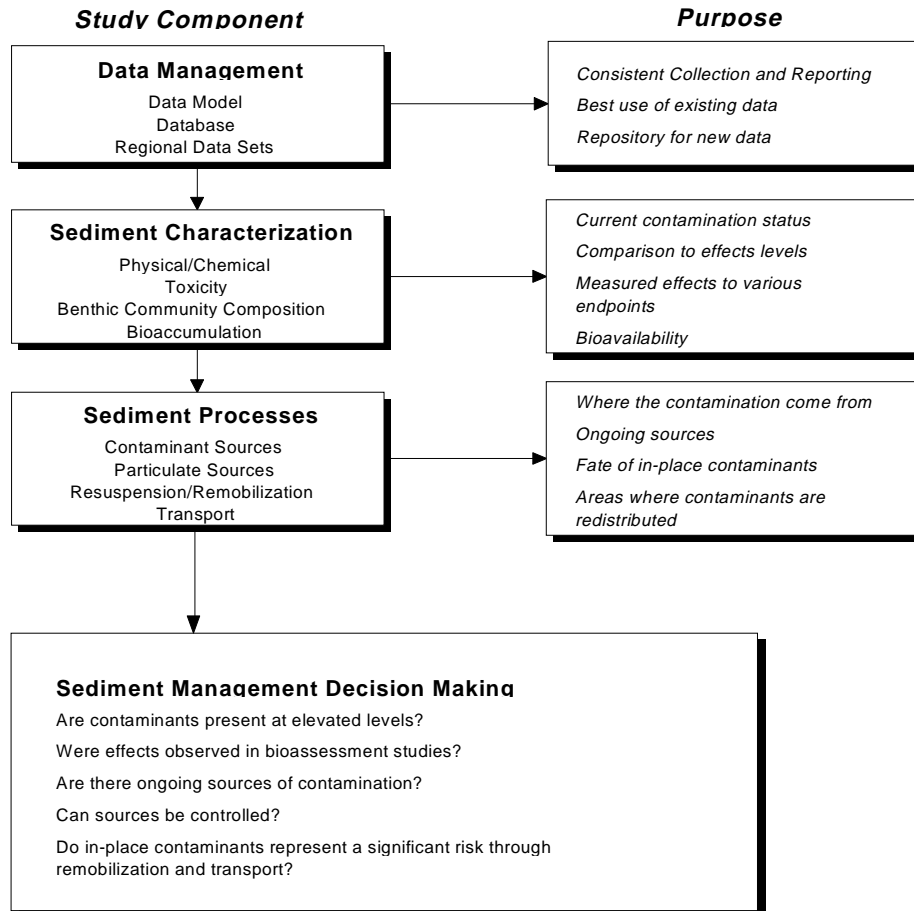 Study Component
Purpose
Data Management
Data Model
Database
Regional Data Sets
Consistent Collection and Reporting
Best use of existing data
Repository for new data
Sediment Characterization
Physical/Chemical
Toxicity
Benthic Community Composition
Bioaccumulation
Current contamination status
Comparison to effects levels
Measured effects to various
endpoints
Bioavailability
Sediment Processes
Contaminant Sources
Particulate Sources
Resuspension/Remobilization
Transport
Where the contamination come from
Ongoing sources
Fate of in-place contaminants
Areas where contaminants are
redistributed
Sediment Management Decision Making
Are contaminants present at elevated levels?
Were effects observed in bioassessment studies?
Are there ongoing sources of contamination?
Can sources be controlled?
Do in-place contaminants represent a significant risk through
remobilization and transport?